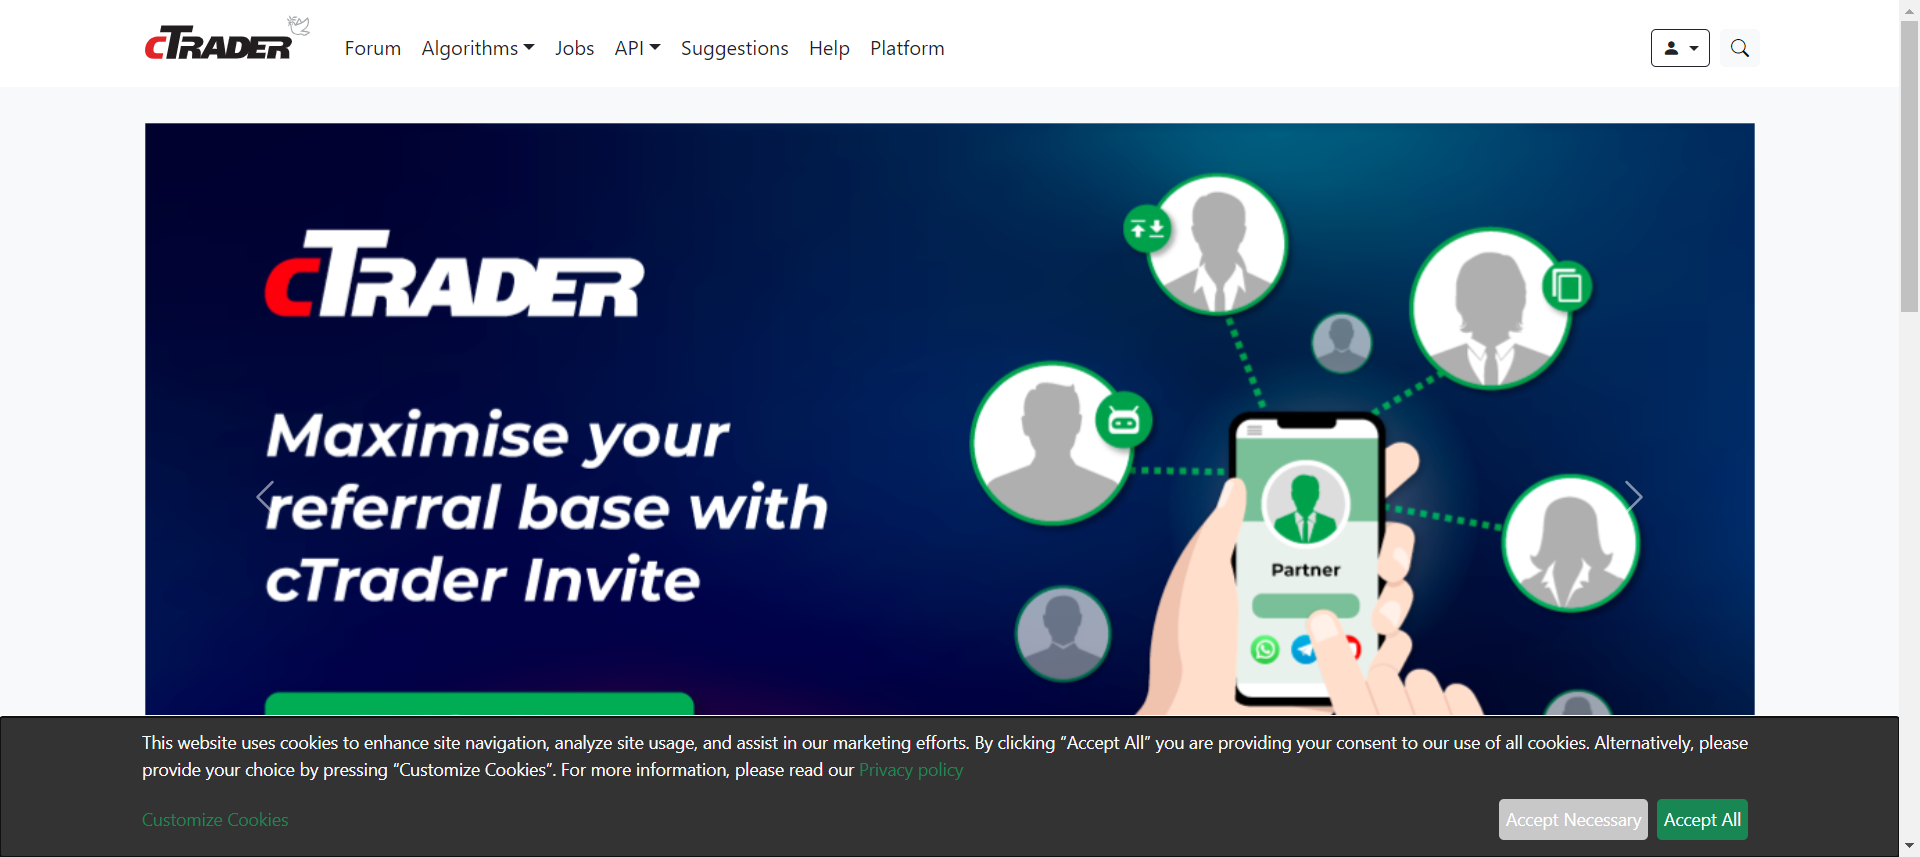 cTRADER
Forum Algorithms Jobs API Suggestions Help Platform
cTRADER
Maximise your
referral base with
cTrader Invite
Partner
This website uses cookies to enhance site navigation, analyze site usage, and assist in our marketing efforts. By clicking “Accept All” you are providing your consent to our use of all cookies. Alternatively, please
provide your choice by pressing “Customize Cookies”. For more information, please read our Privacy policy
Customize Cookies
Accept Necessary
Accept All